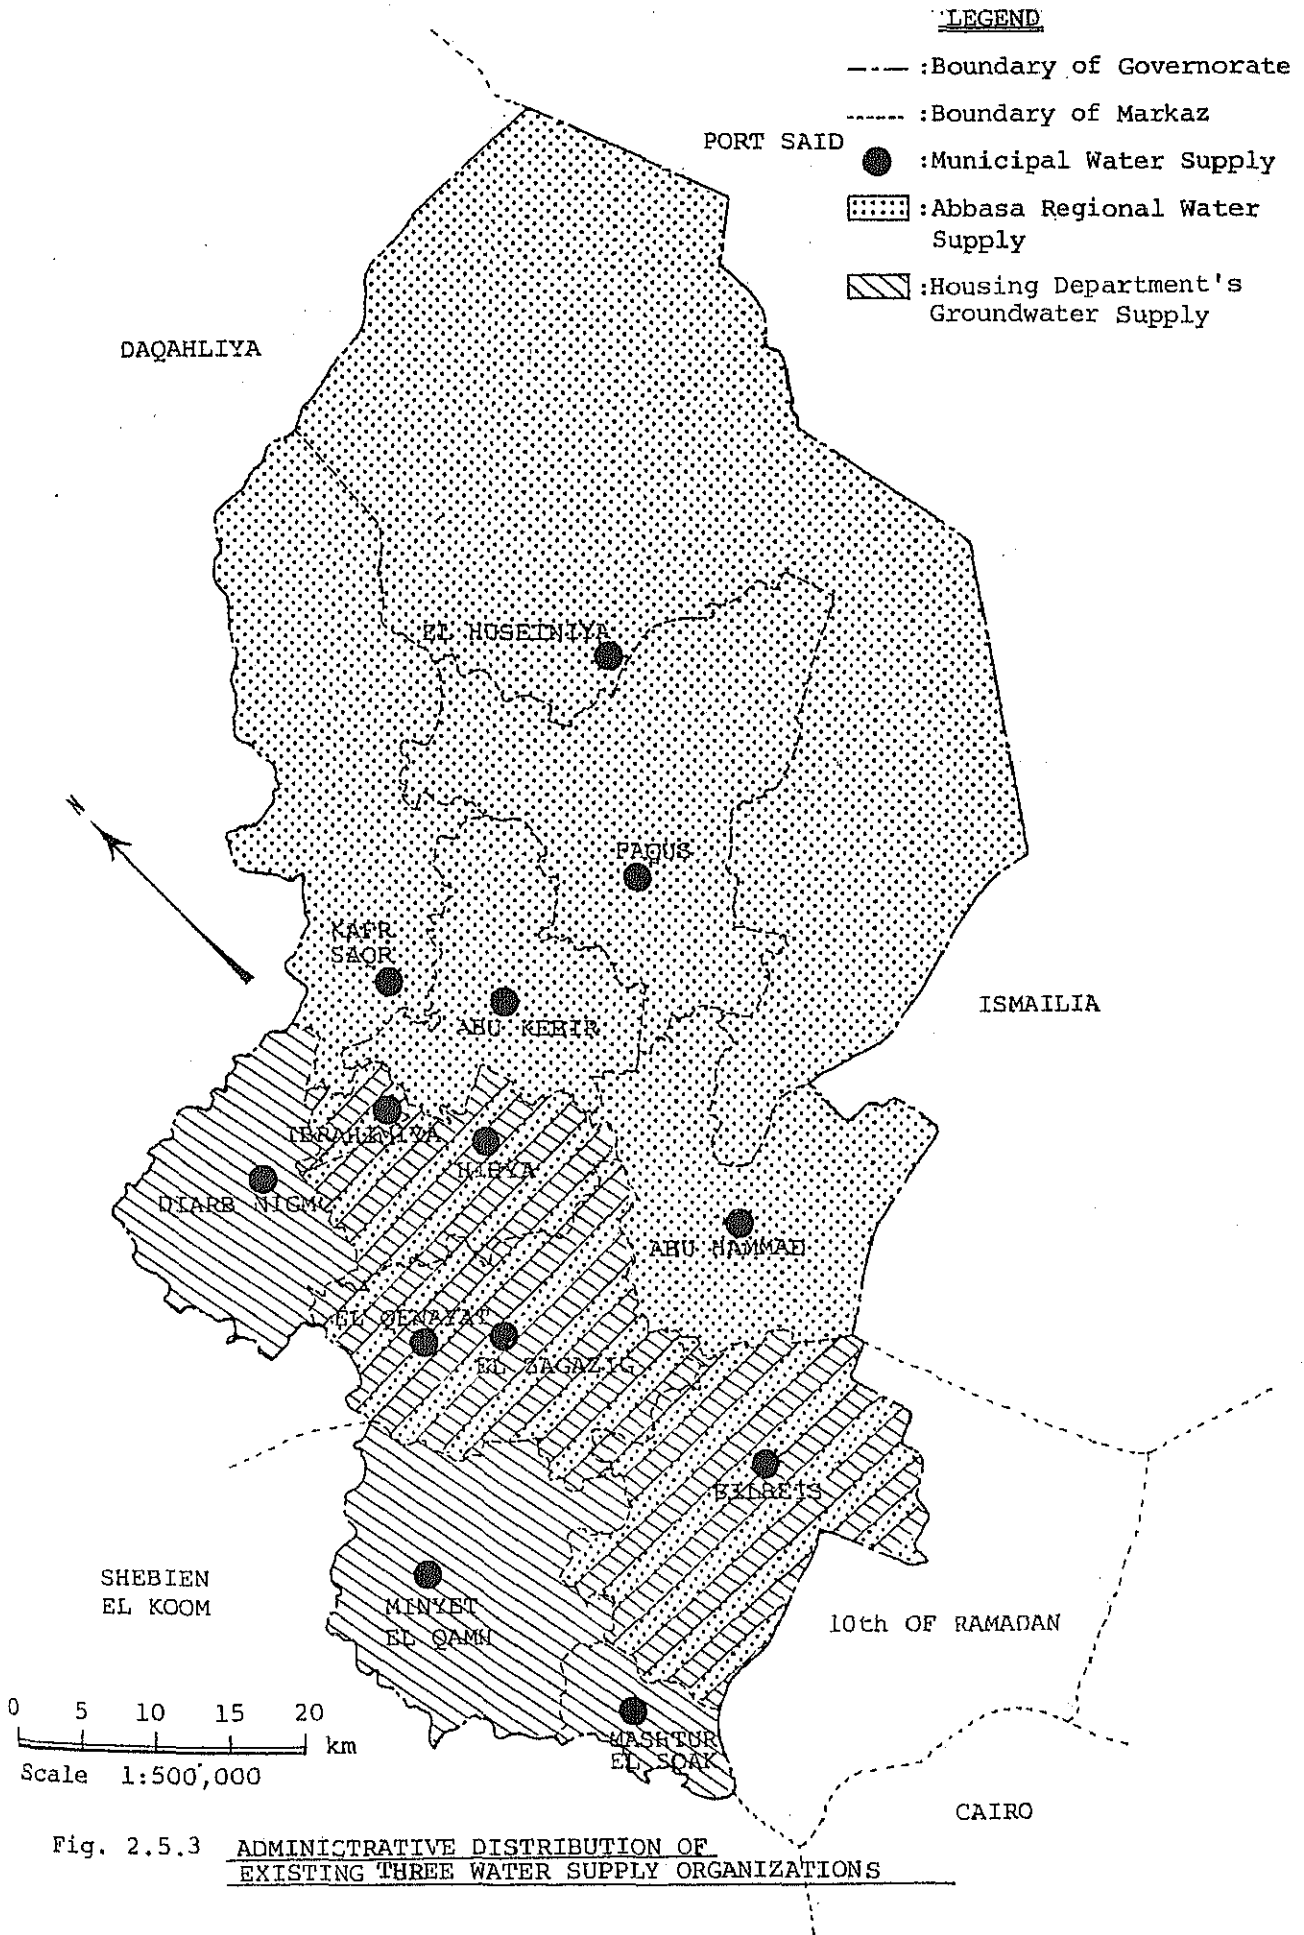 LEGEND
:Boundary of Governorate
:Boundary of Markaz
PORT SAID
:Municipal Water Supply
:Abbasa Regional Water
Supply
:Housing Department's
Groundwater Supply
DAQAHLIYA
EL HUSEINIYA
N
FAQUS
KAFR
SAQR
ABU KEBIR
ISMAILIA
IBRAHIMIYA
HIHYA
DIARB NIGM
ABU HAMMAD
EL QENAYAT
EL ZAGAZIG
BILBEIS
SHEBIEN
EL KOOM
MINYET
EL QAMH
10th OF RAMADAN
0 5 10 15 20
km
MASHTUR
EL SOAK
Scale 1:500,000
CAIRO
Fig. 2.5.3 ADMINISTRATIVE DISTRIBUTION OF
EXISTING THREE WATER SUPPLY ORGANIZATIONS